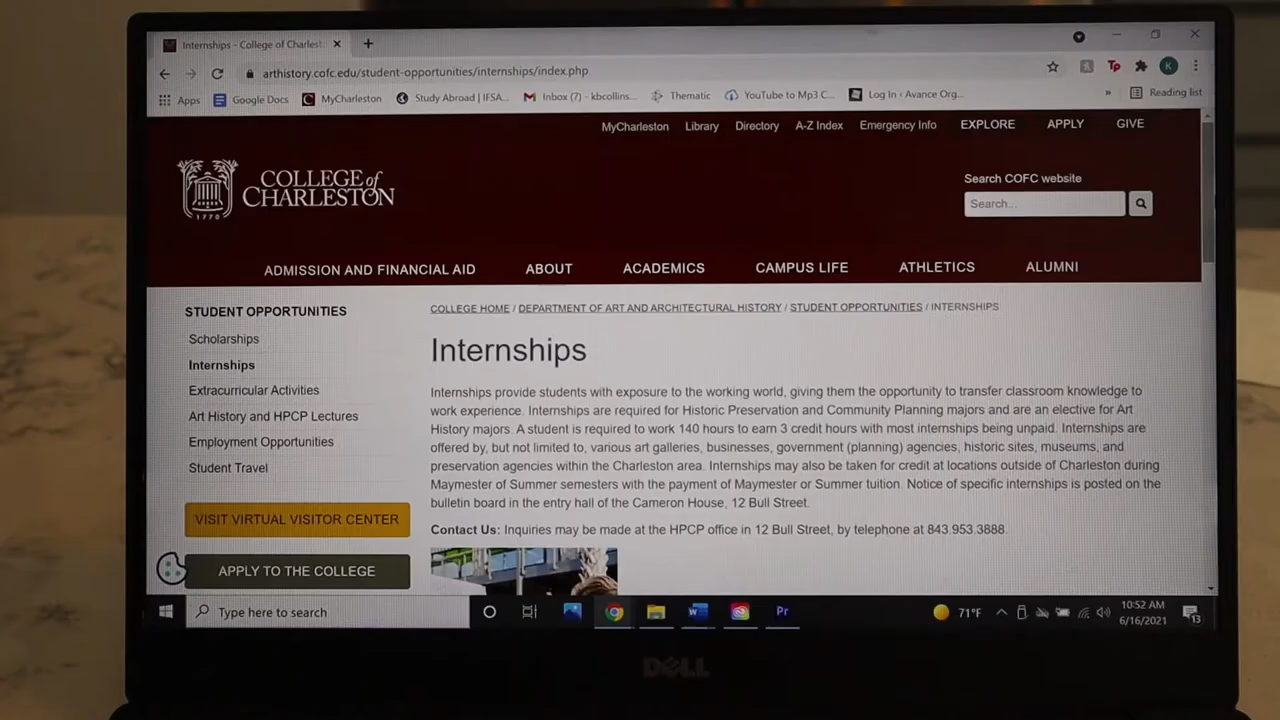 Internships - College of Charlest
arthistory.cofc.edu/student-opportunities/internships/index.php
Tp
K
Apps
Google Docs
MyCharleston
Study Abroad | IFSA...
Inbox (7) - kbcollins...
Thematic
YouTube to Mp3 C...
Log In ‹ Avance Org...
»
Reading list
MyCharleston
Library
Directory
A-Z Index
Emergency Info
EXPLORE
APPLY
GIVE
COLLEGE of
CHARLESTON
1770
Search COFC website
Search...
ADMISSION AND FINANCIAL AID
ABOUT
ACADEMICS
CAMPUS LIFE
ATHLETICS
ALUMNI
STUDENT OPPORTUNITIES
Scholarships
Internships
Extracurricular Activities
Art History and HPCP Lectures
Employment Opportunities
Student Travel
VISIT VIRTUAL VISITOR CENTER
APPLY TO THE COLLEGE
COLLEGE HOME / DEPARTMENT OF ART AND ARCHITECTURAL HISTORY / STUDENT OPPORTUNITIES / INTERNSHIPS
Internships
Internships provide students with exposure to the working world, giving them the opportunity to transfer classroom knowledge to
work experience. Internships are required for Historic Preservation and Community Planning majors and are an elective for Art
History majors. A student is required to work 140 hours to earn 3 credit hours with most internships being unpaid. Internships are
offered by, but not limited to, various art galleries, businesses, government (planning) agencies, historic sites, museums, and
preservation agencies within the Charleston area. Internships may also be taken for credit at locations outside of Charleston during
Maymester of Summer semesters with the payment of Maymester or Summer tuition. Notice of specific internships is posted on the
bulletin board in the entry hall of the Cameron House, 12 Bull Street.
Contact Us: Inquiries may be made at the HPCP office in 12 Bull Street, by telephone at 843.953.3888.
Type here to search
W
Pr
71°F
10:52 AM
6/16/2021
13
DELL